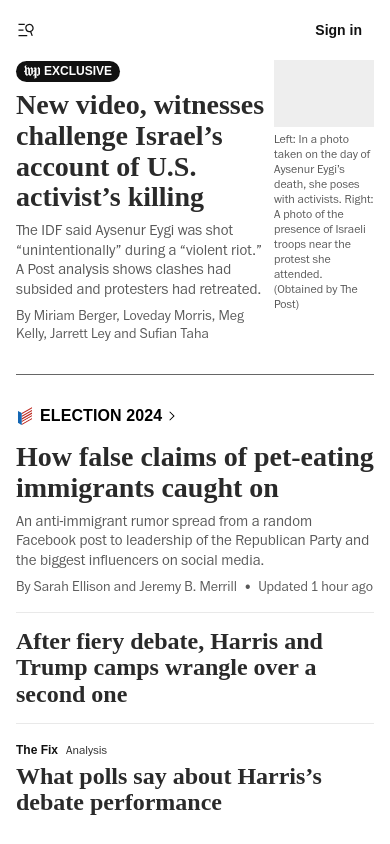 Sign in
wp EXCLUSIVE
New video, witnesses
challenge Israel’s
account of U.S.
activist’s killing
The IDF said Aysenur Eygi was shot
“unintentionally” during a “violent riot.”
A Post analysis shows clashes had
subsided and protesters had retreated.
By Miriam Berger, Loveday Morris, Meg
Kelly, Jarrett Ley and Sufian Taha
Left: In a photo
taken on the day of
Aysenur Eygi’s
death, she poses
with activists. Right:
A photo of the
presence of Israeli
troops near the
protest she
attended.
(Obtained by The
Post)
ELECTION 2024
How false claims of pet-eating
immigrants caught on
An anti-immigrant rumor spread from a random
Facebook post to leadership of the Republican Party and
the biggest influencers on social media.
By Sarah Ellison and Jeremy B. Merrill • Updated 1 hour ago
After fiery debate, Harris and
Trump camps wrangle over a
second one
The Fix Analysis
What polls say about Harris’s
debate performance